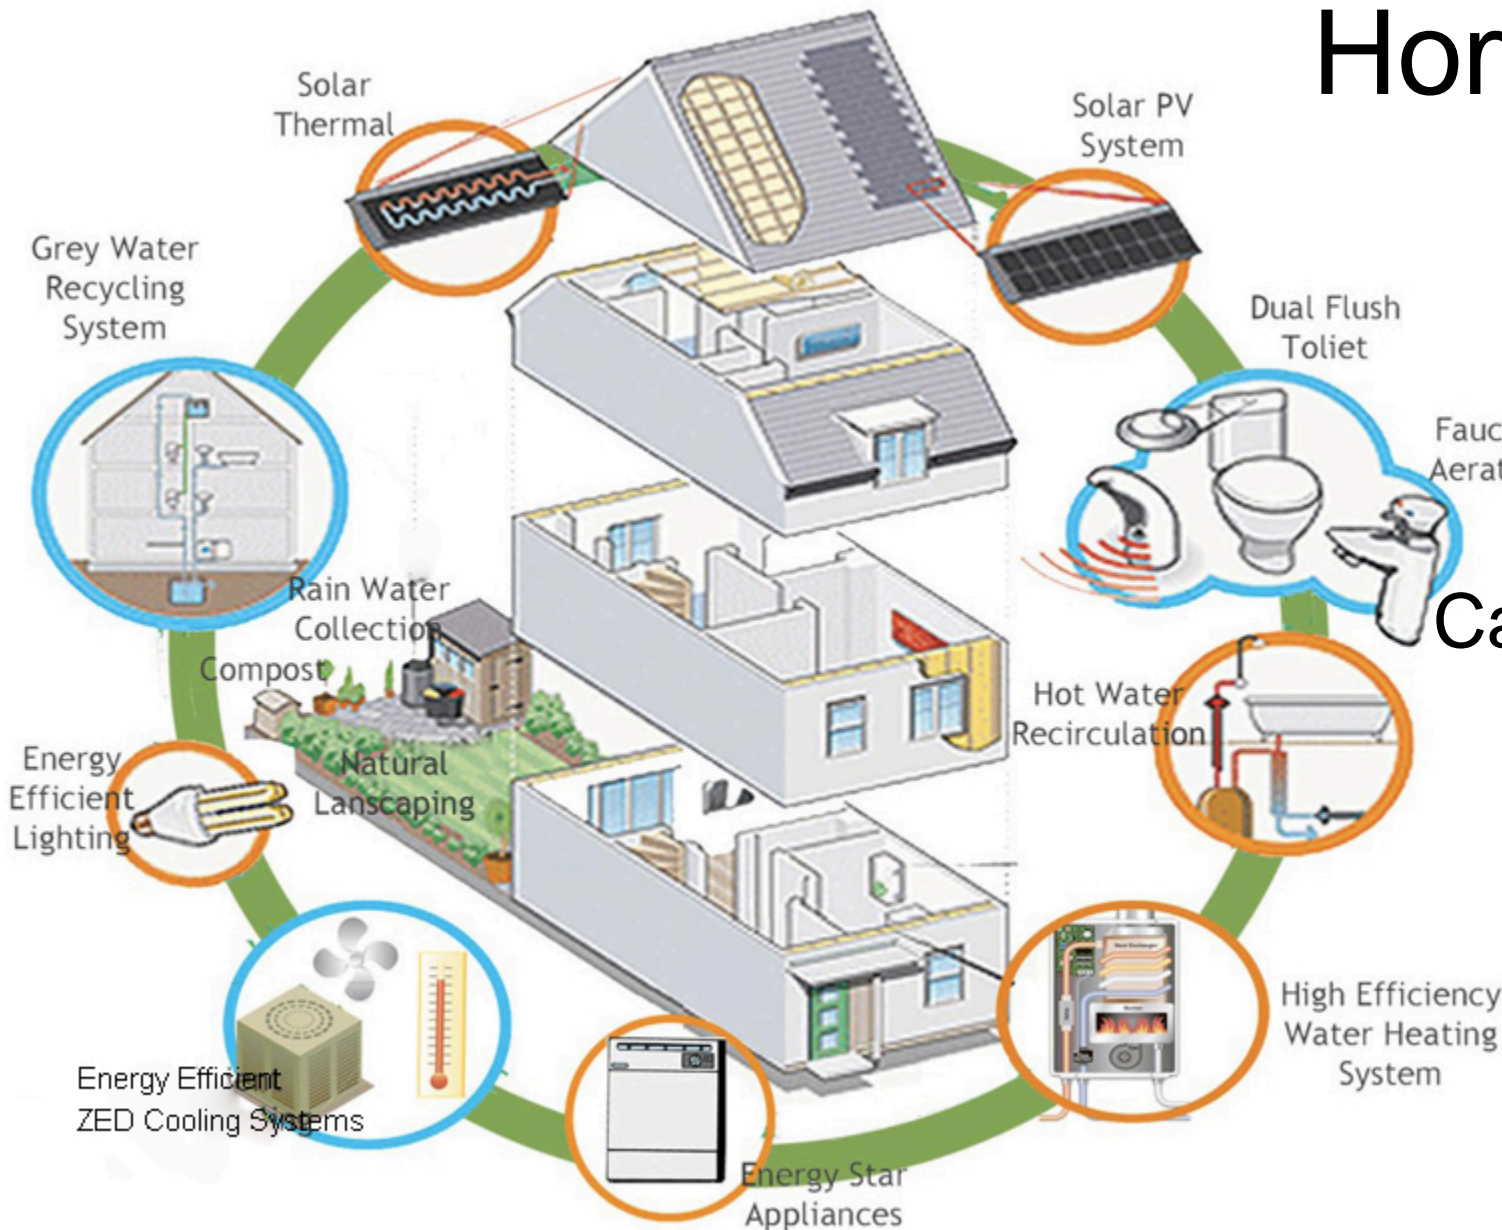 Hor
Solar
Thermal
Solar PV
System
Grey Water
Recycling
System
Dual Flush
Toliet
Fauc
Aerat
Rain Water
Collection
Compost
Ca
Hot Water
Recirculation
Energy
Efficient
Lighting
Natural
Lanscaping
Heat Exchanger
High Efficiency
Water Heating
System
Energy Efficient
ZED Cooling Systems
Energy Star
Appliances